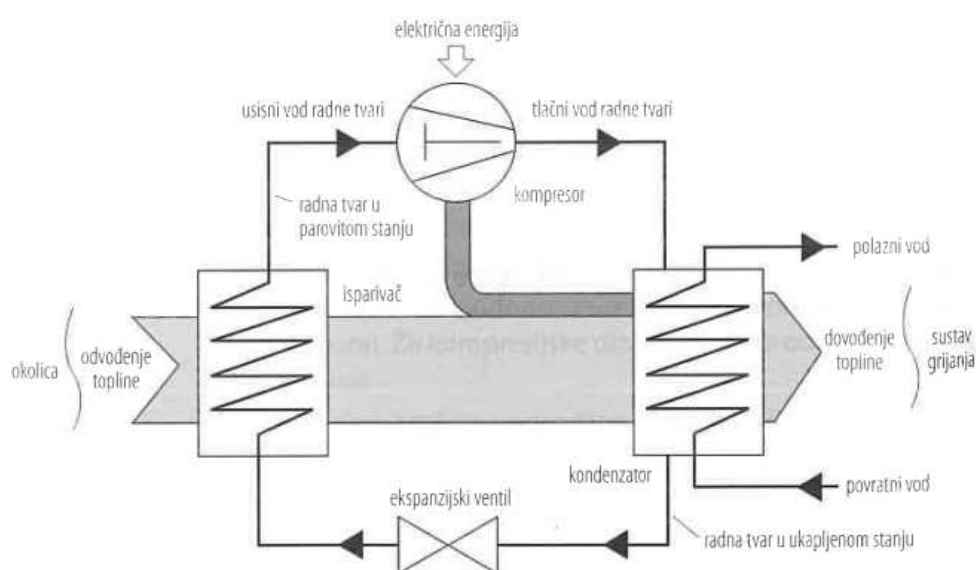 električna energija
usisni vod radne tvari
tlačni vod radne tvari
kompresor
radna tvar u
parovitom stanju
polazni vod
isparivač
okolica
odvođenje
topline
dovođenje
topline
sustav
grijanja
kondenzator
povratni vod
ekspanzijski ventil
radna tvar u ukapljenom stanju